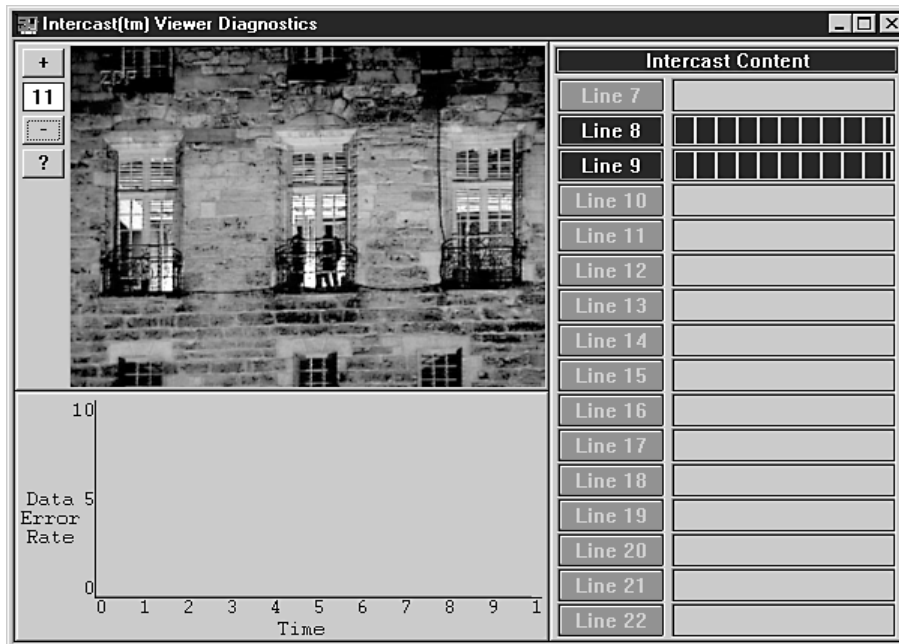 Intercast(tm) Viewer Diagnostics
+
11
-
?
ZDF
Intercast Content
Line 7
Line 8
Line 9
Line 10
Line 11
Line 12
Line 13
Line 14
Line 15
Line 16
Line 17
Line 18
Line 19
Line 20
Line 21
Line 22
10
Data 5
Error
Rate
0
0 1 2 3 4 5 6 7 8 9 1
Time